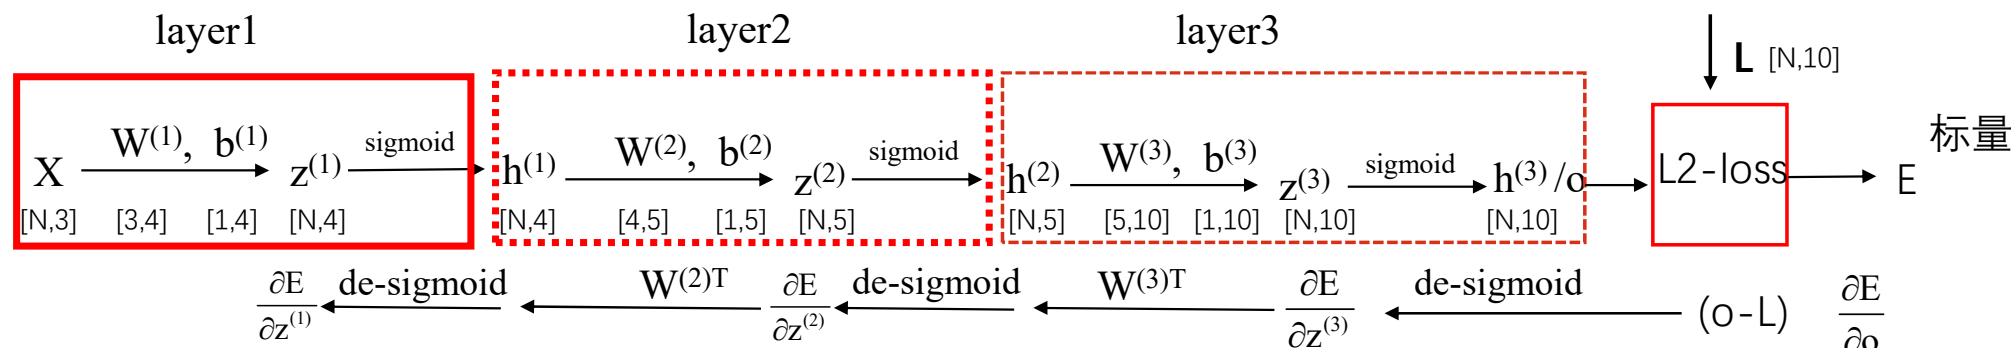 layer1 layer2 layer3
L [N,10]
标量
X W(1), b(1) z(1) sigmoid h(1) W(2), b(2) z(2) sigmoid h(2) W(3), b(3) z(3) sigmoid h(3) /o L2-loss E
[N,3] [3,4] [1,4] [N,4] [N,4] [4,5] [1,5] [N,5] [N,5] [5,10] [1,10] [N,10] [N,10]
∂E/∂z(1) de-sigmoid W(2)T ∂E/∂z(2) de-sigmoid W(3)T ∂E/∂z(3) de-sigmoid (o-L) ∂E/∂o